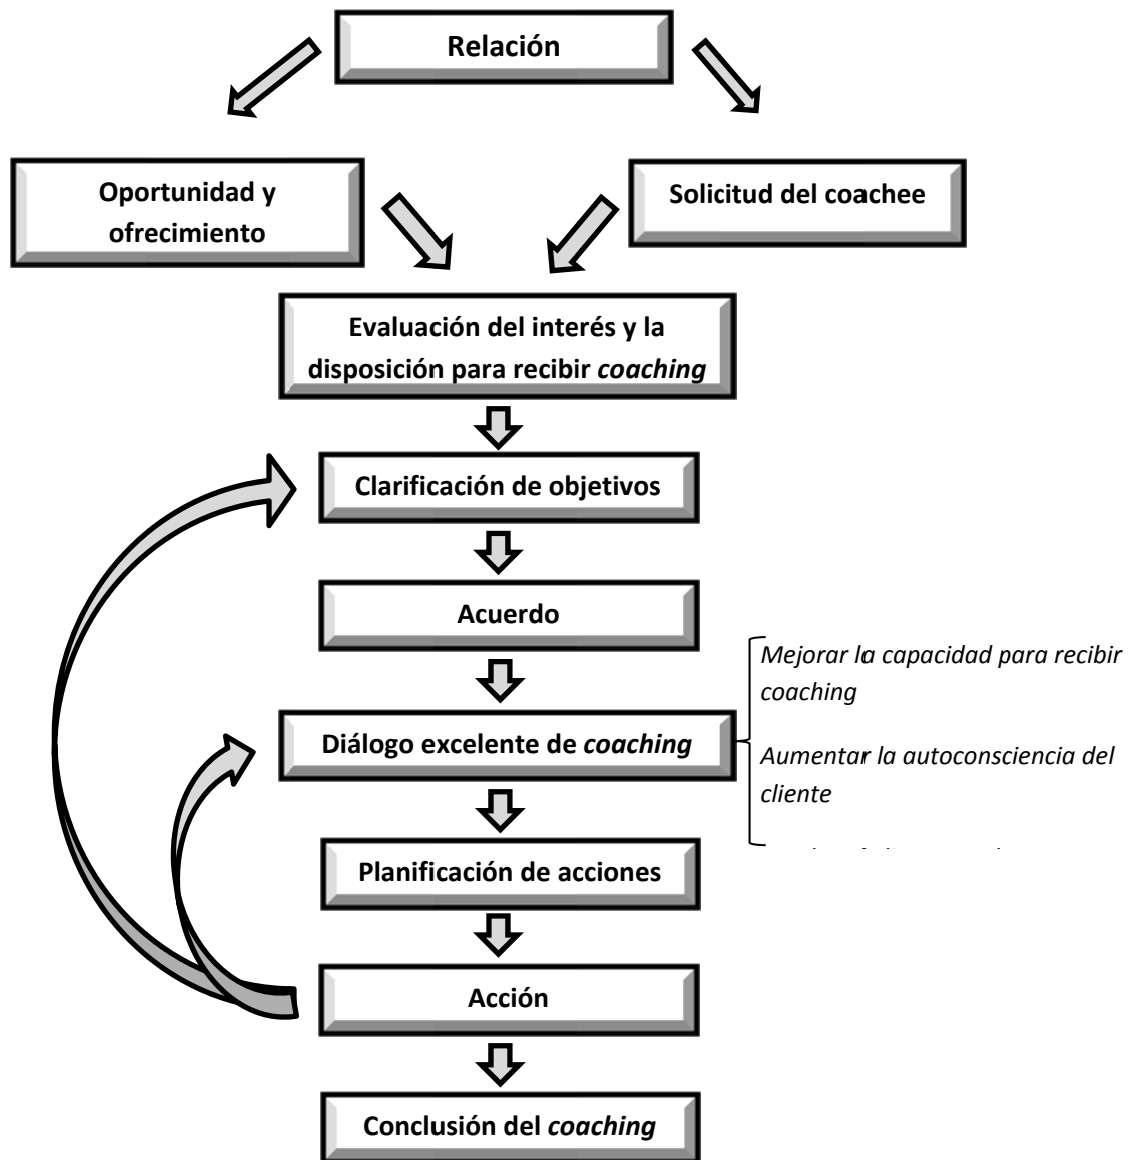 Relación
Oportunidad y
ofrecimiento
Solicitud del coachee
Evaluación del interés y la
disposición para recibir coaching
Clarificación de objetivos
Acuerdo
Diálogo excelente de coaching
Mejorar la capacidad para recibir
coaching
Aumentar la autoconsciencia del
cliente
Planificación de acciones
Acción
Conclusión del coaching